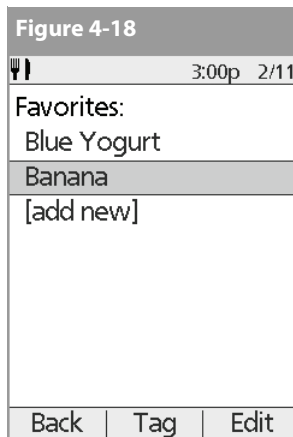 Figure 4-18
3:00p 2/11
Favorites:
Blue Yogurt
Banana
[add new]
Back | Tag | Edit